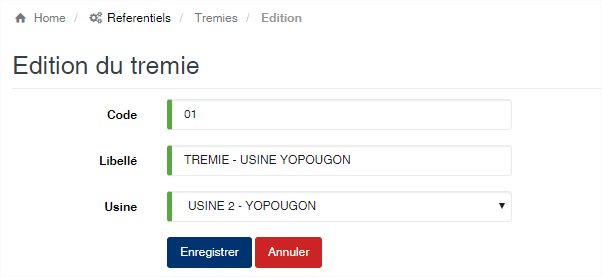 Home / Referentiels / Tremies / Edition
Edition du tremie
Code 01
Libellé TREMIE - USINE YOPOUGON
Usine USINE 2 - YOPOUGON
Enregistrer Annuler